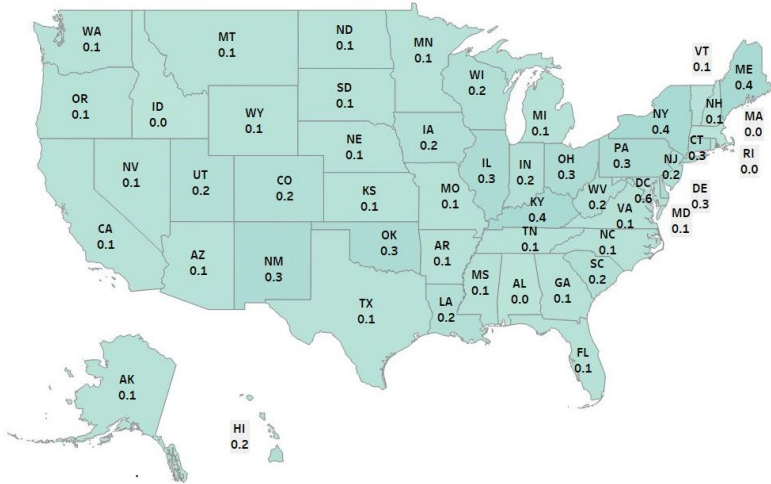 WA
0.1
MT
0.1
ND
0.1
MN
0.1
VT
0.1
ME
0.4
OR
0.1
ID
0.0
SD
0.1
WI
0.2
MI
0.1
NY
0.4
NH
0.1
MA
0.0
WY
0.1
IA
0.2
NE
0.1
PA
0.3
CT
0.3
RI
0.0
NJ
0.2
NV
0.1
UT
0.2
CO
0.2
KS
0.1
MO
0.1
IL
0.3
IN
0.2
OH
0.3
WV
0.2
DC
0.6
DE
0.3
MD
0.1
KY
0.4
VA
0.1
CA
0.1
AZ
0.1
NM
0.3
OK
0.3
AR
0.1
TN
0.1
NC
0.1
SC
0.2
TX
0.1
LA
0.2
MS
0.1
AL
0.0
GA
0.1
FL
0.1
AK
0.1
HI
0.2